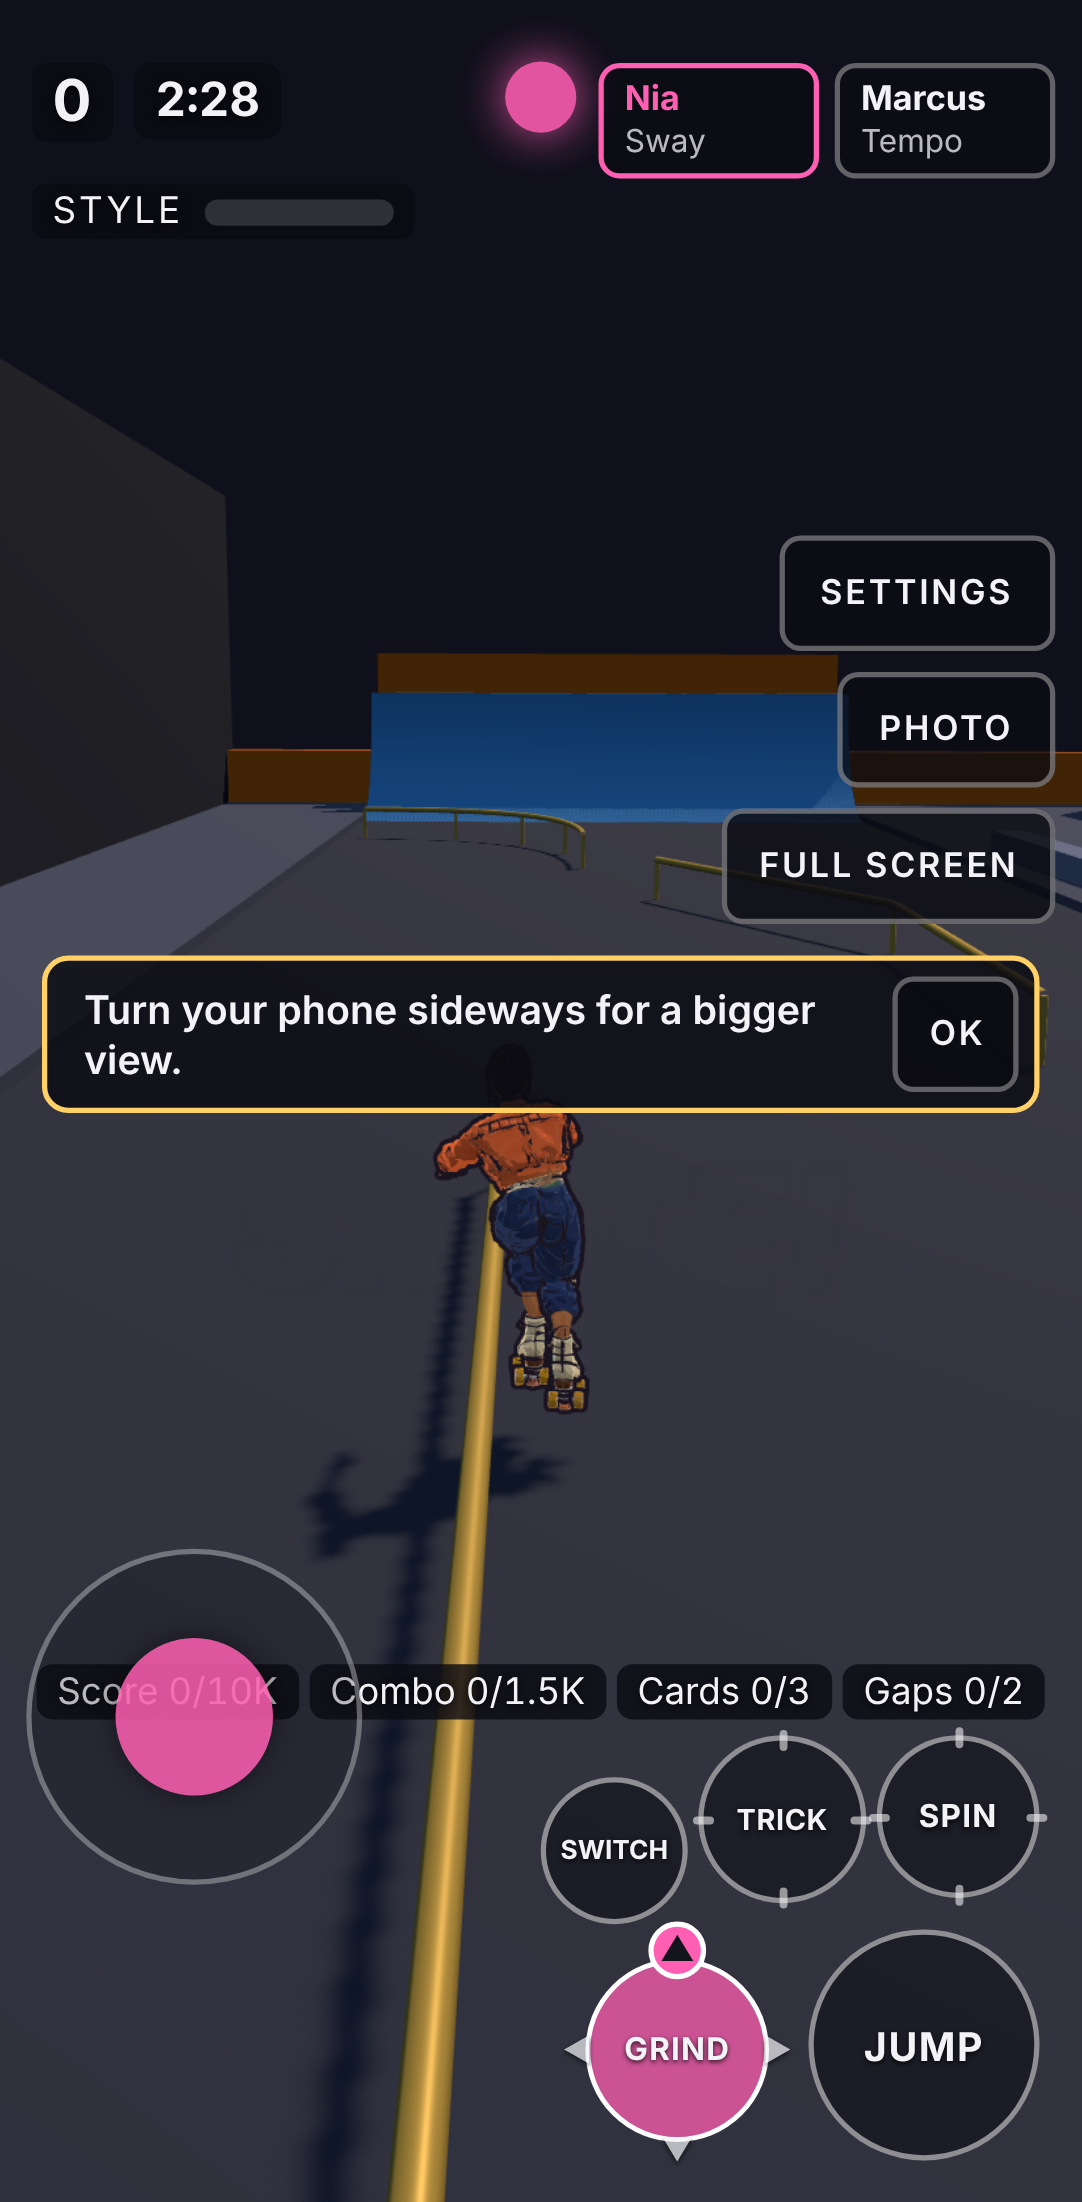 0
2:28
Nia
Sway
Marcus
Tempo
STYLE
SETTINGS
PHOTO
FULL SCREEN
Turn your phone sideways for a bigger
view.
OK
Score 0/10K
Combo 0/1.5K
Cards 0/3
Gaps 0/2
SWITCH
TRICK
SPIN
GRIND
JUMP